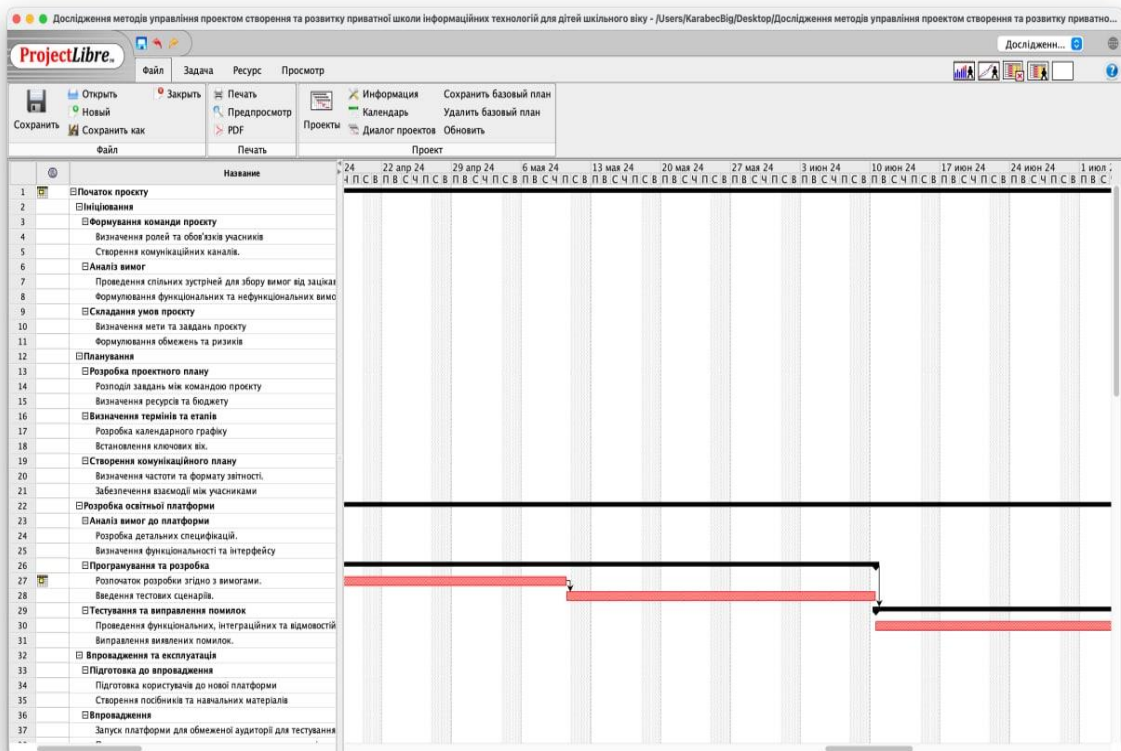 Дослідження методів управління проектом створення та розвитку приватної школи інформаційних технологій для дітей шкільного віку - /Users/KarabecBig/Desktop/Дослідження методів управління проектом створення та розвитку приватно...
ProjectLibre
Дослідженн...
Файл Задача Ресурс Просмотр
Открыть Закрыть Печать Информация Сохранить базовый план
Новый Предпросмотр Календарь Удалить базовый план
Сохранить Сохранить как PDF Проекты Диалог проектов Обновить
Файл Печать Проект
Название
24 22 апр 24 29 апр 24 6 мая 24 13 мая 24 20 мая 24 27 мая 24 3 июн 24 10 июн 24 17 июн 24 24 июн 24 1 июл
Ч П С В П В С Ч П С В П В С Ч П С В П В С Ч П С В П В С Ч П С В П В С Ч П С В П В С Ч П С В П В С Ч П С В П В С Ч П С В П В С Ч П С В П В С Ч П С В П В С
1 Початок проєкту
2 Ініціювання
3 Формування команди проєкту
4 Визначення ролей та обов'язків учасників
5 Створення комунікаційних каналів.
6 Аналіз вимог
7 Проведення спільних зустрічей для збору вимог від зацікав
8 Формулювання функціональних та нефункціональних вимо
9 Складання умов проєкту
10 Визначення мети та завдань проєкту
11 Формулювання обмежень та ризиків
12 Планування
13 Розробка проектного плану
14 Розподіл завдань між командою проєкту
15 Визначення ресурсів та бюджету
16 Визначення термінів та етапів
17 Розробка календарного графіку
18 Встановлення ключових віх.
19 Створення комунікаційного плану
20 Визначення частоти та формату звітності.
21 Забезпечення взаємодії між учасниками
22 Розробка освітньої платформи
23 Аналіз вимог до платформи
24 Розробка детальних специфікацій.
25 Визначення функціональності та інтерфейсу
26 Програмування та розробка
27 Розпочаток розробки згідно з вимогами.
28 Введення тестових сценаріїв.
29 Тестування та виправлення помилок
30 Проведення функціональних, інтеграційних та відмовостій
31 Виправлення виявлених помилок.
32 Впровадження та експлуатація
33 Підготовка до впровадження
34 Підготовка користувачів до нової платформи
35 Створення посібників та навчальних матеріалів
36 Впровадження
37 Запуск платформи для обмеженої аудиторії для тестування